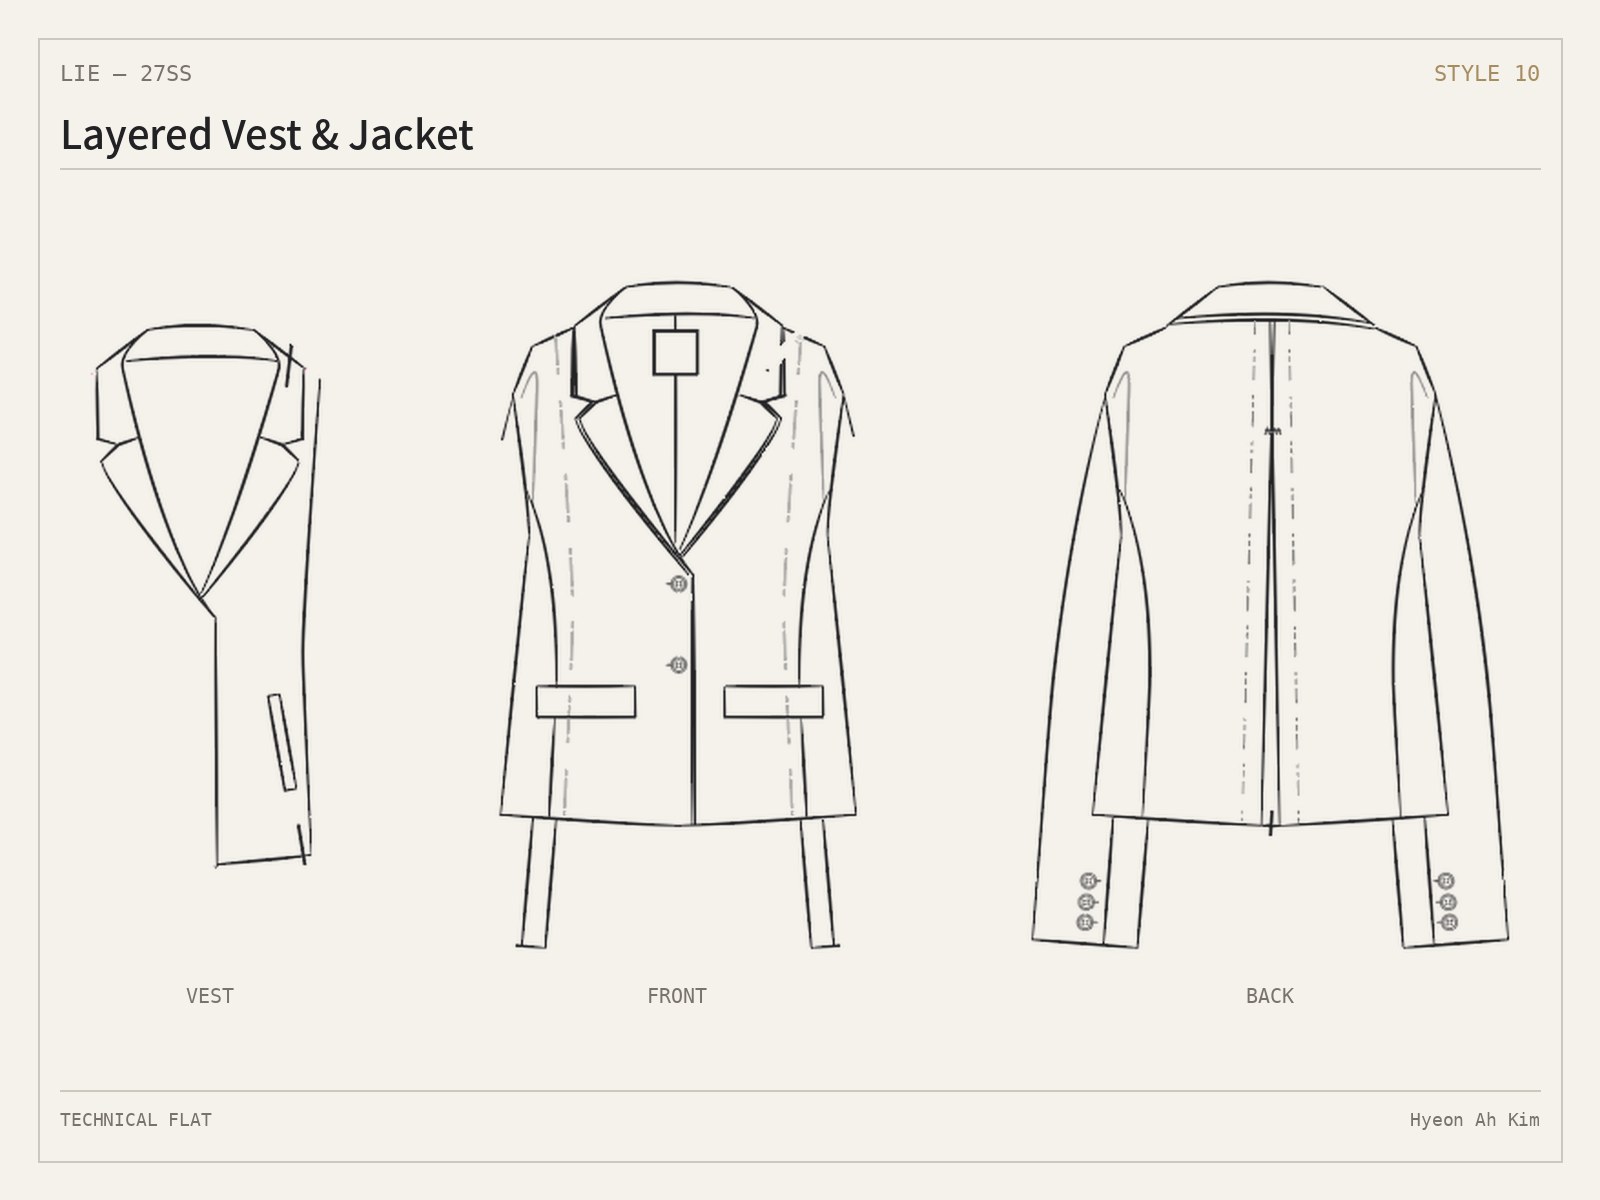 LIE — 27SS
STYLE 10
Layered Vest & Jacket
VEST
FRONT
BACK
TECHNICAL FLAT
Hyeon Ah Kim